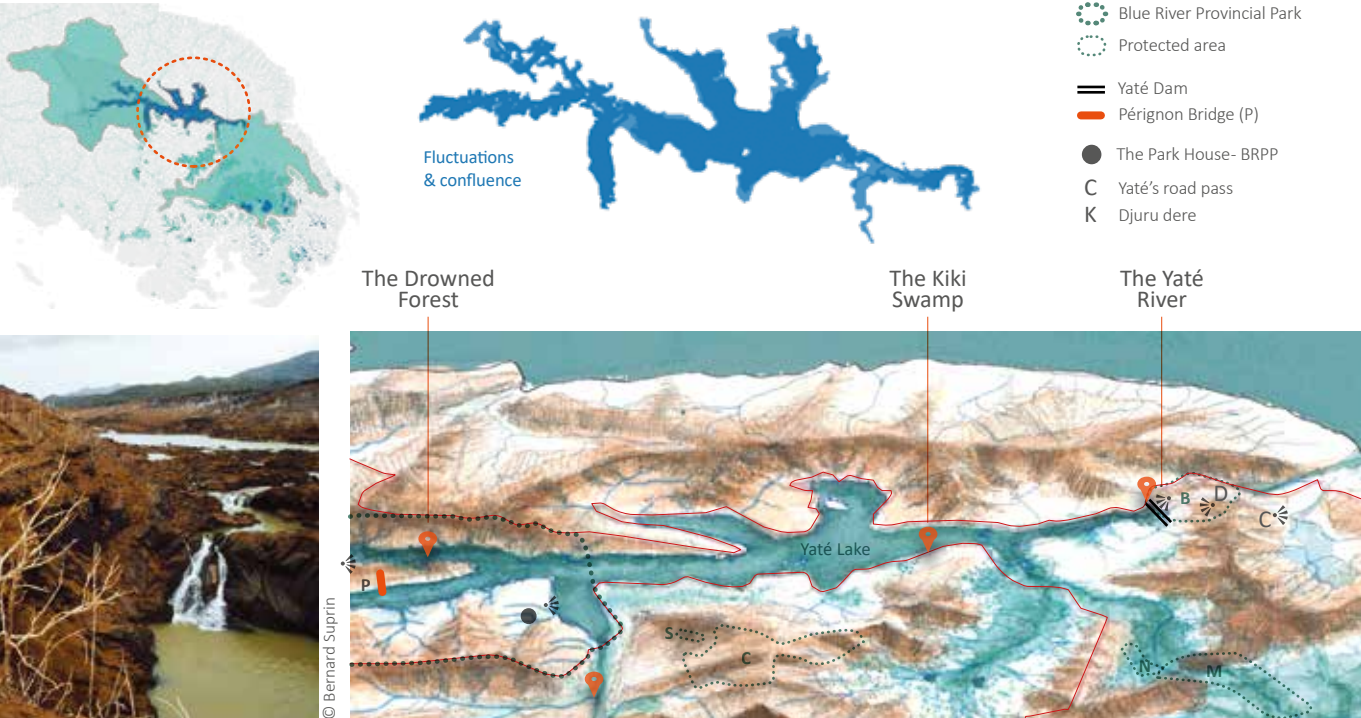 Blue River Provincial Park
Protected area
Yaté Dam
Pérignon Bridge (P)
The Park House- BRPP
C Yaté's road pass
K Djuru dere
Fluctuations
& confluence
The Drowned
Forest
The Kiki
Swamp
The Yaté
River
B
D
C
Yaté Lake
P
S
C
N
M
© Bernard Suprin